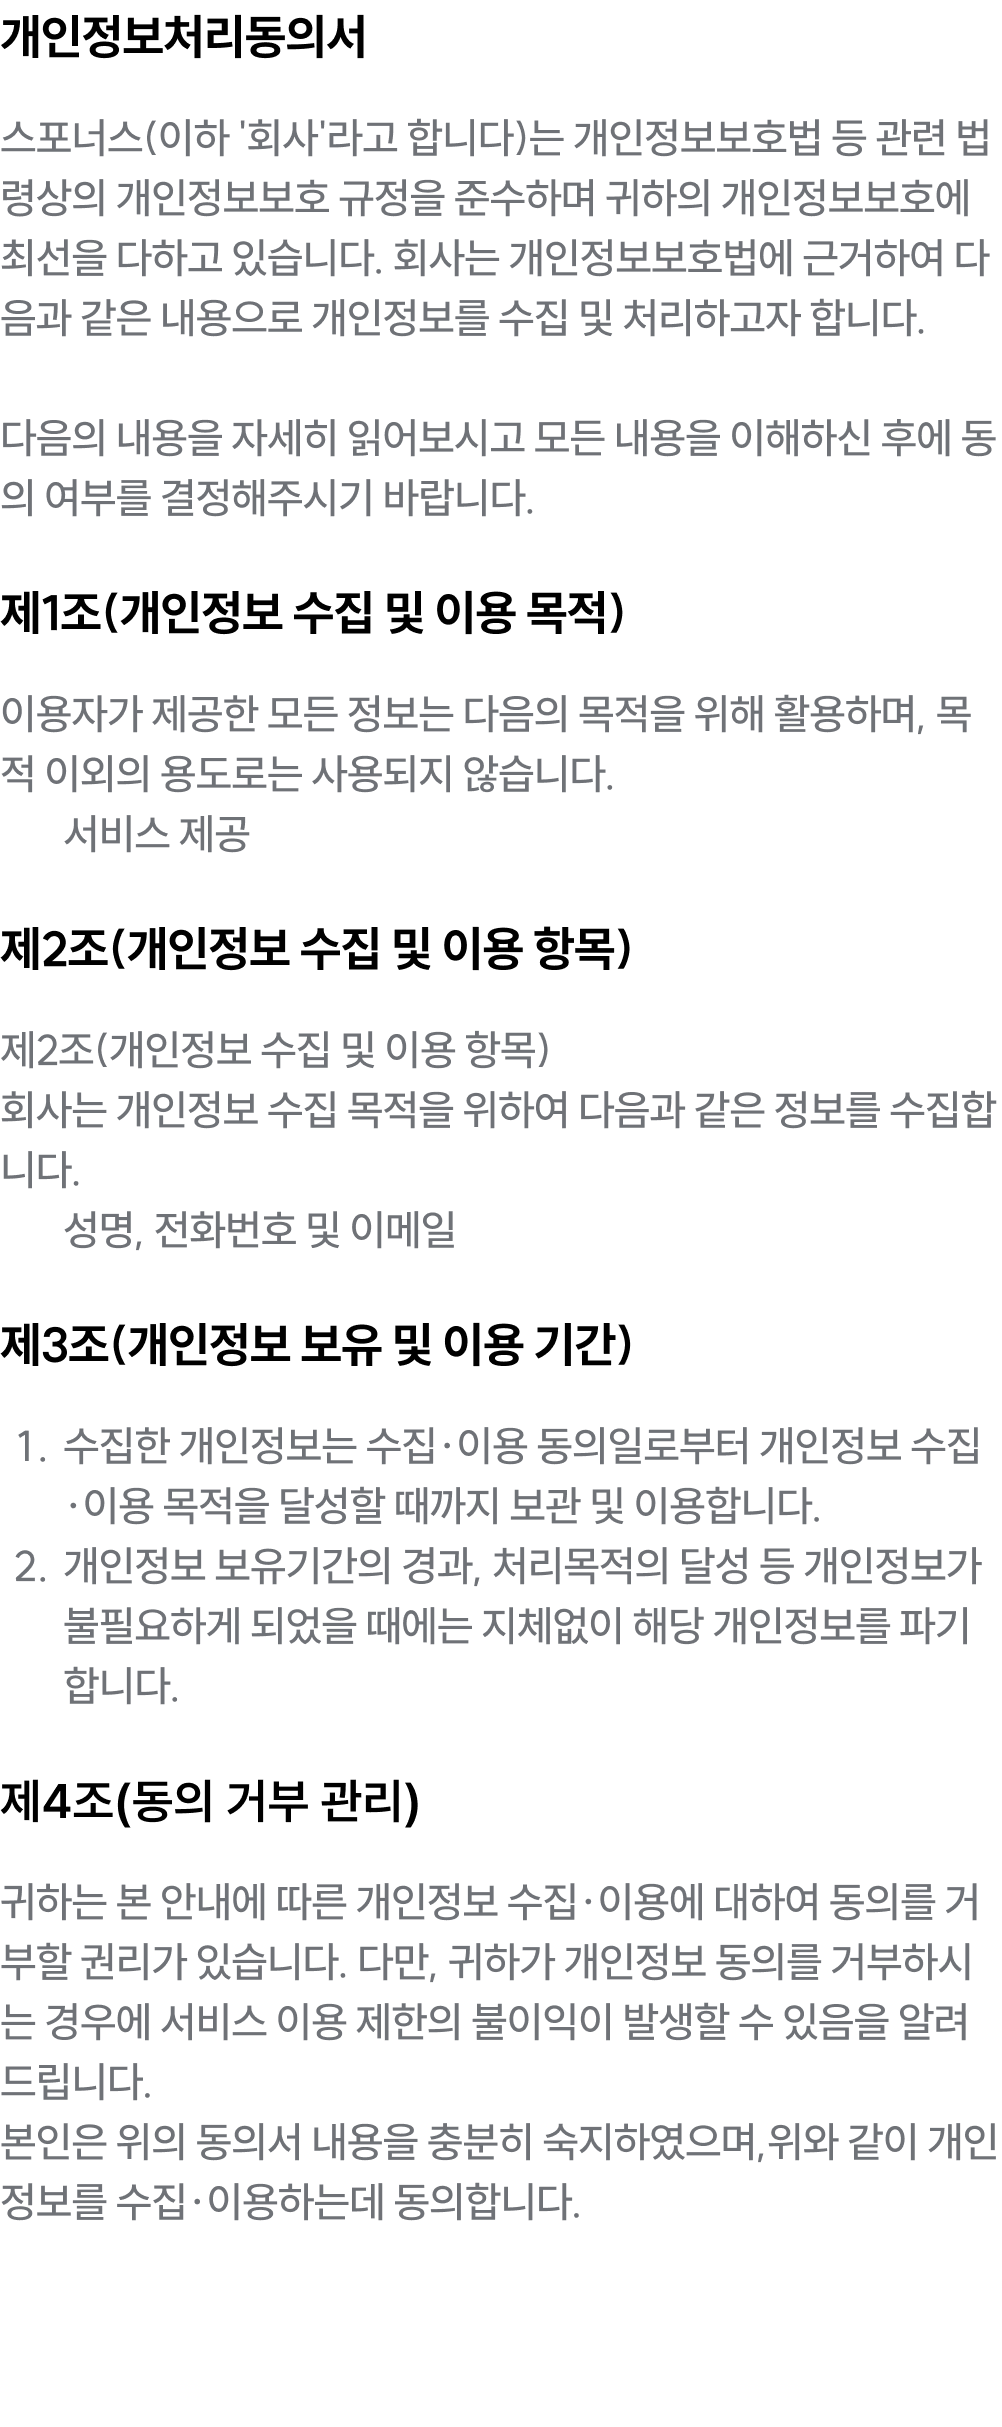 개인정보처리동의서
스포너스(이하 '회사'라고 합니다)는 개인정보보호법 등 관련 법
령상의 개인정보보호 규정을 준수하며 귀하의 개인정보보호에
최선을 다하고 있습니다. 회사는 개인정보보호법에 근거하여 다
음과 같은 내용으로 개인정보를 수집 및 처리하고자 합니다.
다음의 내용을 자세히 읽어보시고 모든 내용을 이해하신 후에 동
의 여부를 결정해주시기 바랍니다.
제1조(개인정보 수집 및 이용 목적)
이용자가 제공한 모든 정보는 다음의 목적을 위해 활용하며, 목
적 이외의 용도로는 사용되지 않습니다.
서비스 제공
제2조(개인정보 수집 및 이용 항목)
제2조(개인정보 수집 및 이용 항목)
회사는 개인정보 수집 목적을 위하여 다음과 같은 정보를 수집합
니다.
성명, 전화번호 및 이메일
제3조(개인정보 보유 및 이용 기간)
1. 수집한 개인정보는 수집·이용 동의일로부터 개인정보 수집
·이용 목적을 달성할 때까지 보관 및 이용합니다.
2. 개인정보 보유기간의 경과, 처리목적의 달성 등 개인정보가
불필요하게 되었을 때에는 지체없이 해당 개인정보를 파기
합니다.
제4조(동의 거부 관리)
귀하는 본 안내에 따른 개인정보 수집·이용에 대하여 동의를 거
부할 권리가 있습니다. 다만, 귀하가 개인정보 동의를 거부하시
는 경우에 서비스 이용 제한의 불이익이 발생할 수 있음을 알려
드립니다.
본인은 위의 동의서 내용을 충분히 숙지하였으며,위와 같이 개인
정보를 수집·이용하는데 동의합니다.